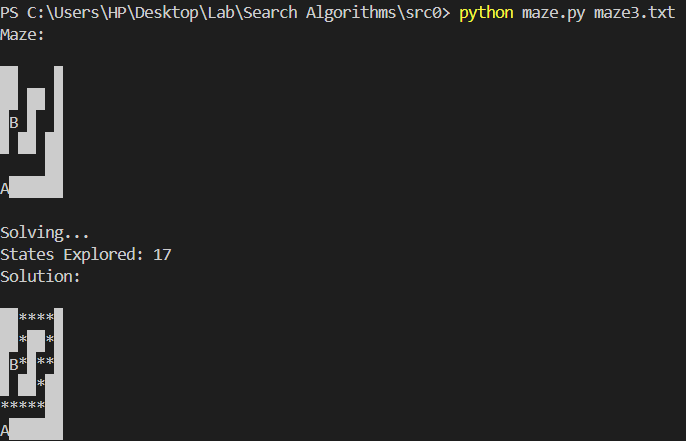 PS C:\Users\HP\Desktop\Lab\Search Algorithms\src0> python maze.py maze3.txt
Maze:
B
A
Solving...
States Explored: 17
Solution:
****
* *
B* **
*
*****
A